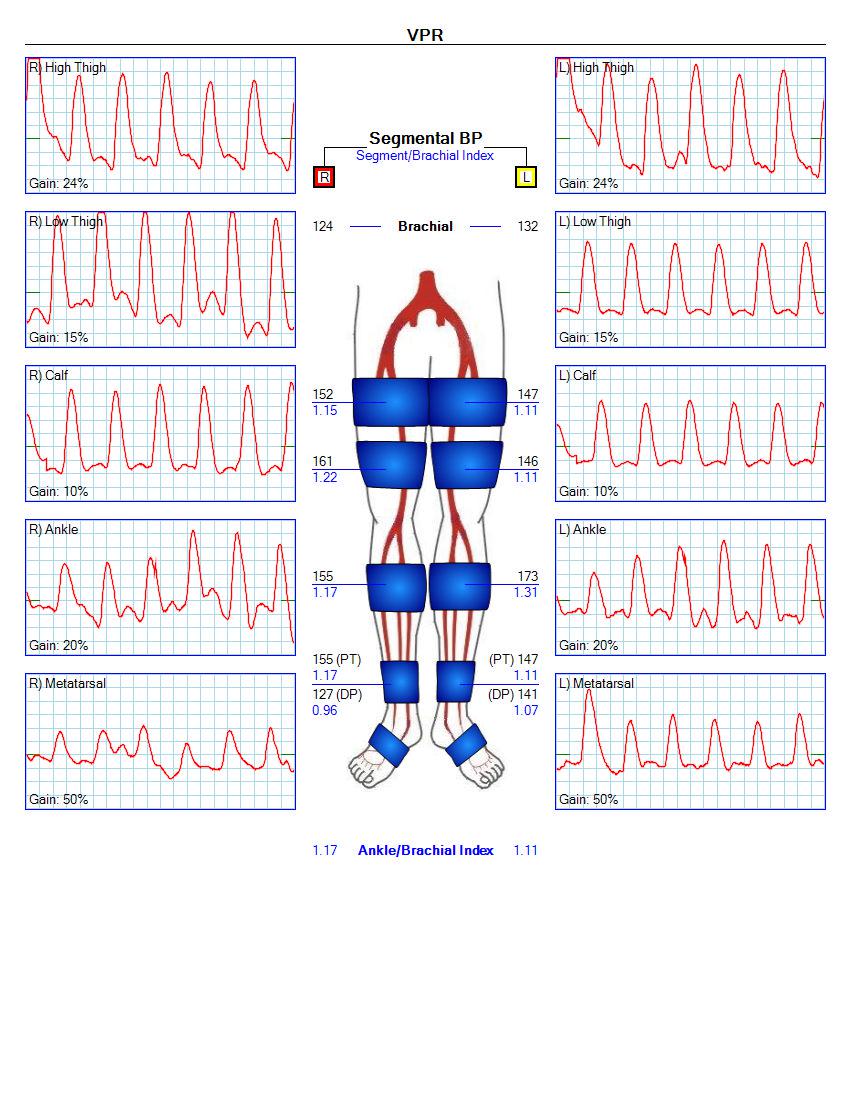 VPR
R) High Thigh
Gain: 24%
R) Low Thigh
Gain: 15%
R) Calf
Gain: 10%
R) Ankle
Gain: 20%
R) Metatarsal
Gain: 50%
Segmental BP
Segment/Brachial Index
R L
124 Brachial 132
152 147
1.15 1.11
161 146
1.22 1.11
155 173
1.17 1.31
155 (PT) (PT) 147
1.17 1.11
127 (DP) (DP) 141
0.96 1.07
1.17 Ankle/Brachial Index 1.11
L) High Thigh
Gain: 24%
L) Low Thigh
Gain: 15%
L) Calf
Gain: 10%
L) Ankle
Gain: 20%
L) Metatarsal
Gain: 50%